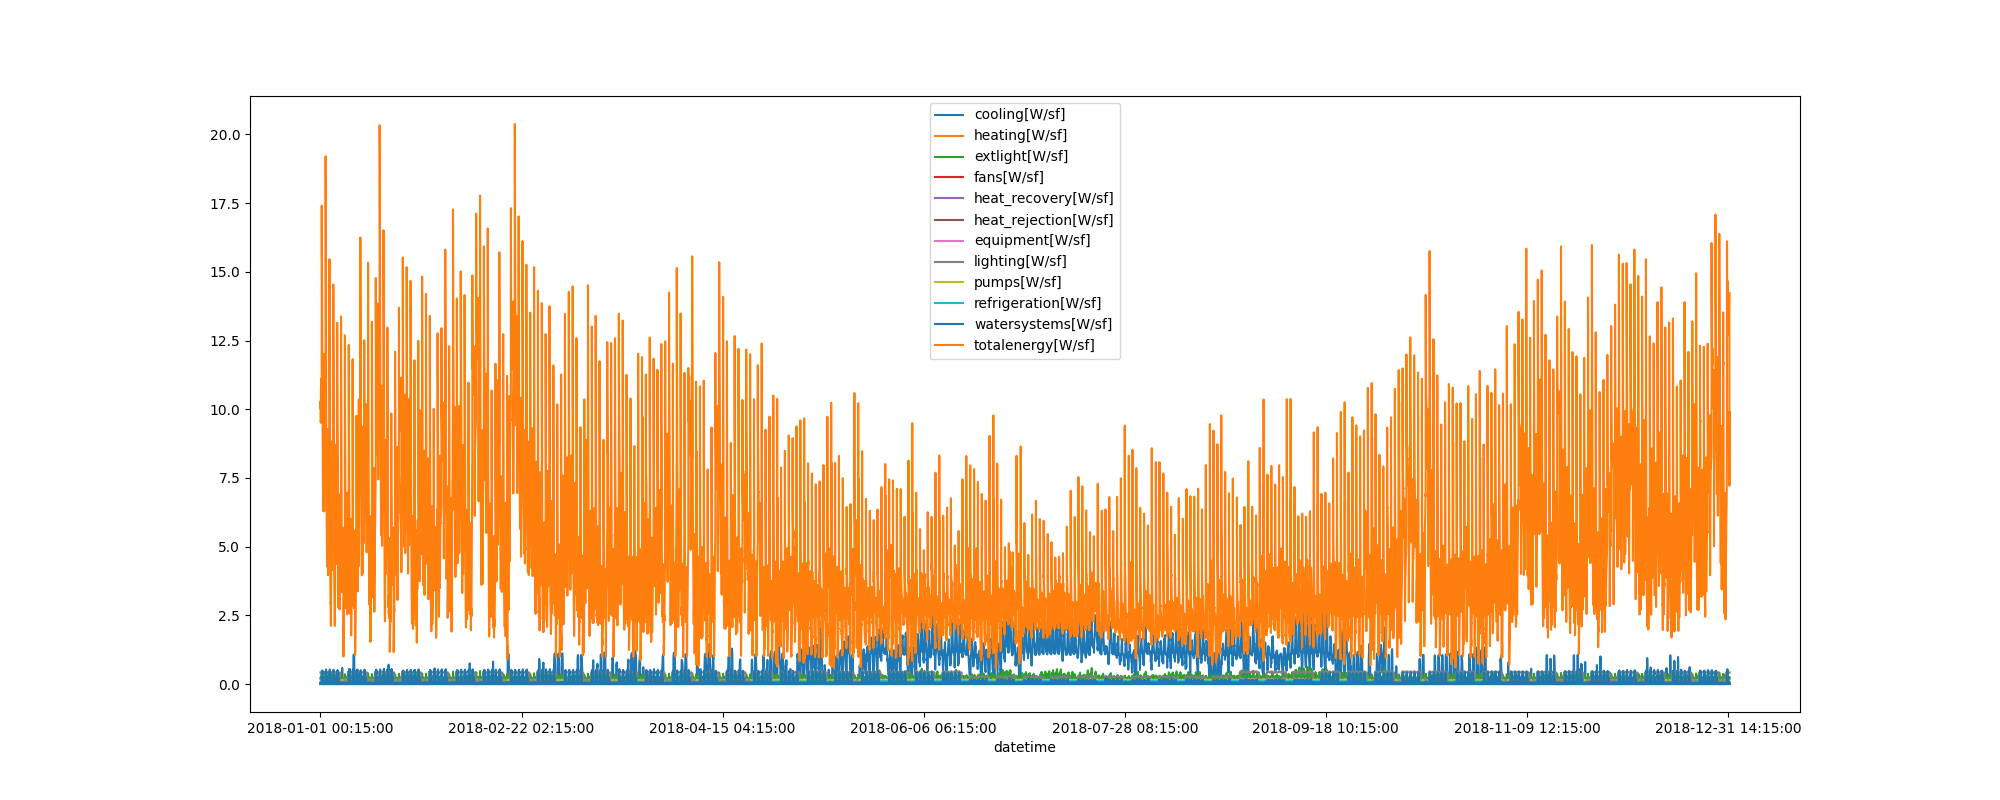 cooling[W/sf]
heating[W/sf]
extlight[W/sf]
fans[W/sf]
heat_recovery[W/sf]
heat_rejection[W/sf]
equipment[W/sf]
lighting[W/sf]
pumps[W/sf]
refrigeration[W/sf]
watersystems[W/sf]
totalenergy[W/sf]
20.0
17.5
15.0
12.5
10.0
7.5
5.0
2.5
0.0
2018-01-01 00:15:00
2018-02-22 02:15:00
2018-04-15 04:15:00
2018-06-06 06:15:00
2018-07-28 08:15:00
2018-09-18 10:15:00
2018-11-09 12:15:00
2018-12-31 14:15:00
datetime